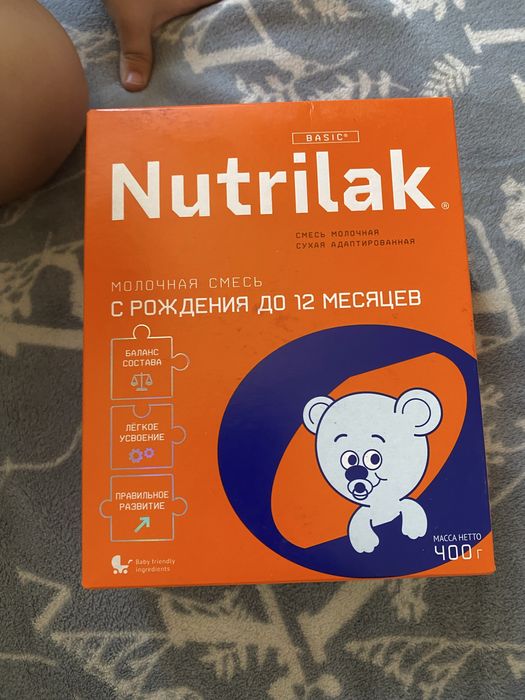 BASIC®
Nutrilak®
СМЕСЬ МОЛОЧНАЯ
СУХАЯ АДАПТИРОВАННАЯ
МОЛОЧНАЯ СМЕСЬ
С РОЖДЕНИЯ ДО 12 МЕСЯЦЕВ
БАЛАНС
СОСТАВА
ЛЁГКОЕ
УСВОЕНИЕ
ПРАВИЛЬНОЕ
РАЗВИТИЕ
Baby friendly
ingredients
МАССА НЕТТО
400 г